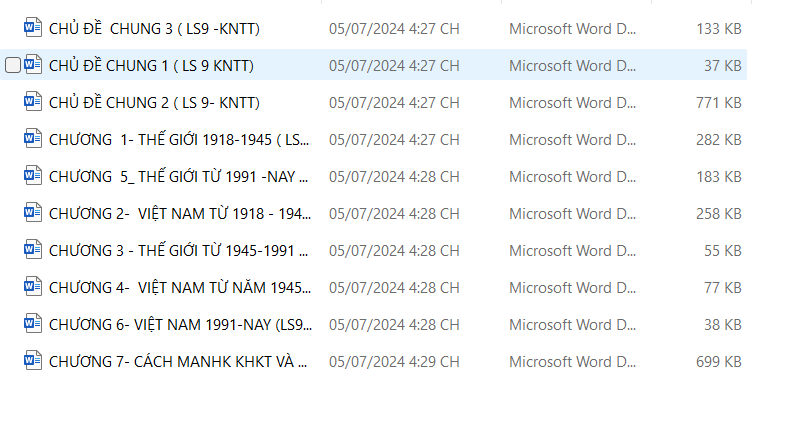 CHỦ ĐỀ  CHUNG 3 ( LS9 -KNTT) 05/07/2024 4:27 CH Microsoft Word D... 133 KB
CHỦ ĐỀ CHUNG 1 ( LS 9 KNTT) 05/07/2024 4:27 CH Microsoft Word D... 37 KB
CHỦ ĐỀ CHUNG 2 ( LS 9- KNTT) 05/07/2024 4:27 CH Microsoft Word D... 771 KB
CHƯƠNG  1- THẾ GIỚI 1918-1945 ( LS... 05/07/2024 4:27 CH Microsoft Word D... 282 KB
CHƯƠNG  5_ THẾ GIỚI TỪ 1991 -NAY ... 05/07/2024 4:28 CH Microsoft Word D... 183 KB
CHƯƠNG 2-  VIỆT NAM TỪ 1918 - 194... 05/07/2024 4:28 CH Microsoft Word D... 258 KB
CHƯƠNG 3 - THẾ GIỚI TỪ 1945-1991 ... 05/07/2024 4:28 CH Microsoft Word D... 55 KB
CHƯƠNG 4-  VIỆT NAM TỪ NĂM 1945... 05/07/2024 4:28 CH Microsoft Word D... 77 KB
CHƯƠNG 6- VIỆT NAM 1991-NAY (LS9... 05/07/2024 4:28 CH Microsoft Word D... 38 KB
CHƯƠNG 7- CÁCH MANHK KHKT VÀ ... 05/07/2024 4:29 CH Microsoft Word D... 699 KB